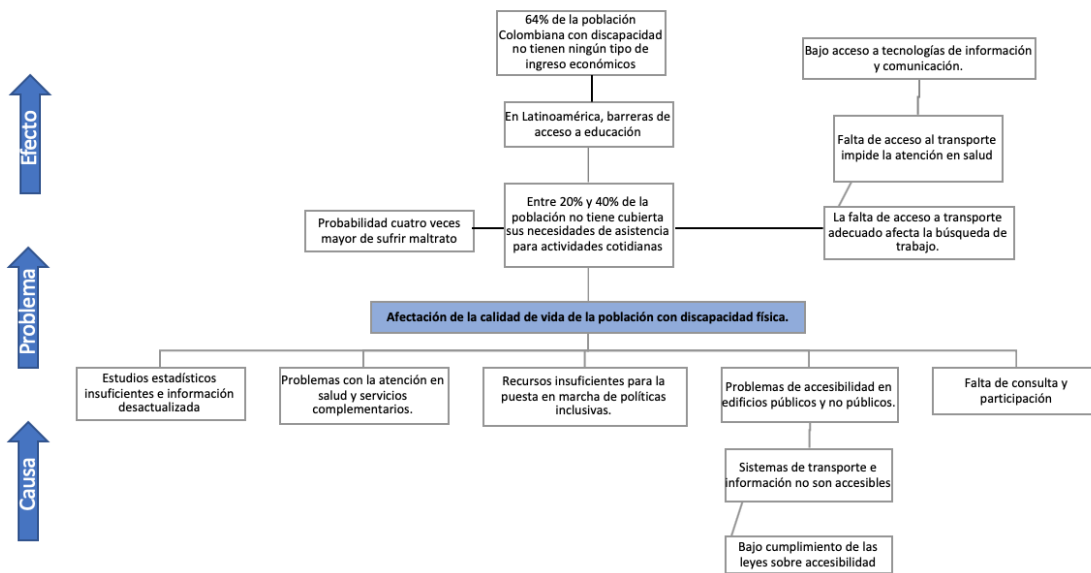 64% de la población
Colombiana con discapacidad
no tienen ningún tipo de
ingreso económicos
Bajo acceso a tecnologías de información
y comunicación.
Efecto
En Latinoamérica, barreras de
acceso a educación
Falta de acceso al transporte
impide la atención en salud
Probabilidad cuatro veces
mayor de sufrir maltrato
Entre 20% y 40% de la
población no tiene cubierta
sus necesidades de asistencia
para actividades cotidianas
La falta de acceso a transporte
adecuado afecta la búsqueda de
trabajo.
Problema
Afectación de la calidad de vida de la población con discapacidad física.
Estudios estadísticos
insuficientes e información
desactualizada
Problemas con la atención en
salud y servicios
complementarios.
Recursos insuficientes para la
puesta en marcha de políticas
inclusivas.
Problemas de accesibilidad en
edificios públicos y no públicos.
Falta de consulta y
participación
Causa
Sistemas de transporte e
información no son accesibles
Bajo cumplimiento de las
leyes sobre accesibilidad